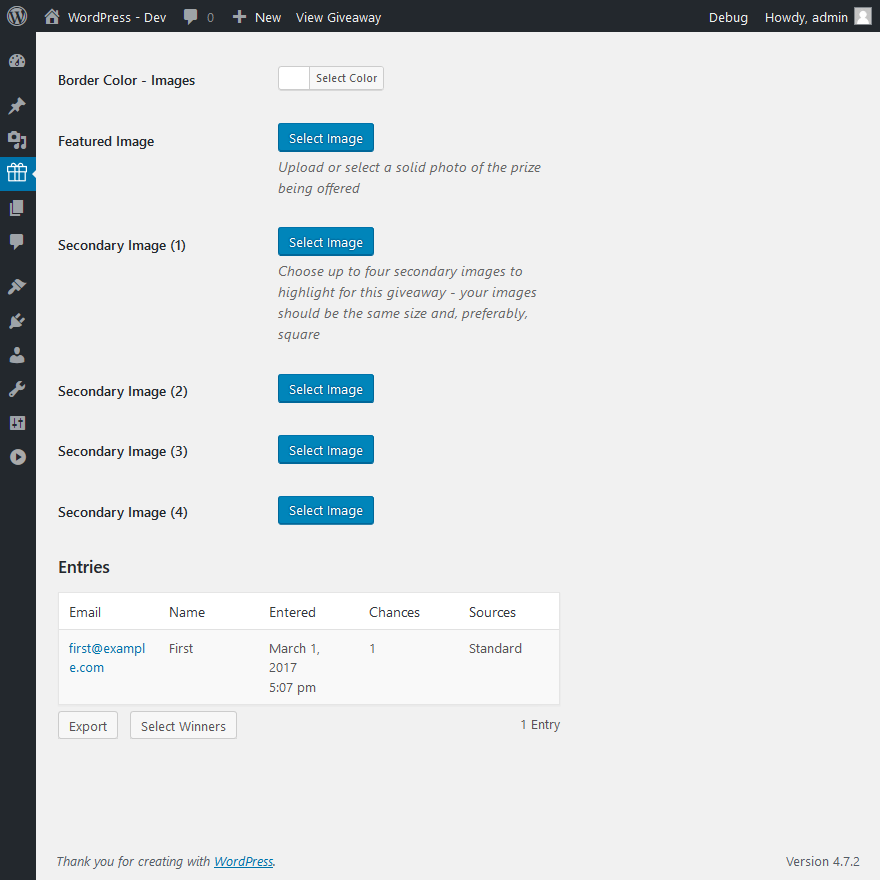 WordPress - Dev 0 New View Giveaway Debug Howdy, admin
Border Color - Images Select Color
Featured Image Select Image
Upload or select a solid photo of the prize
being offered
Secondary Image (1) Select Image
Choose up to four secondary images to
highlight for this giveaway - your images
should be the same size and, preferably,
square
Secondary Image (2) Select Image
Secondary Image (3) Select Image
Secondary Image (4) Select Image
Entries
Email Name Entered Chances Sources
first@exampl First March 1, 1 Standard
e.com 2017
5:07 pm
Export Select Winners 1 Entry
Thank you for creating with WordPress. Version 4.7.2